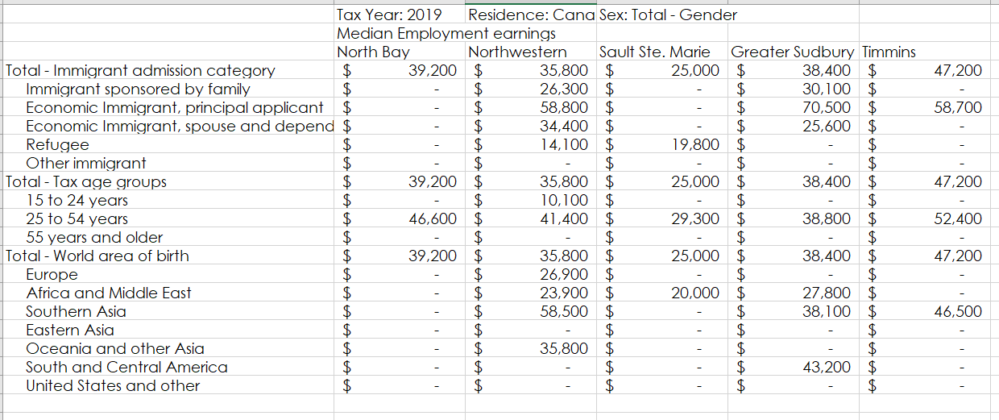 Tax Year: 2019 Residence: Cana Sex: Total - Gender
Median Employment earnings
North Bay Northwestern Sault Ste. Marie Greater Sudbury Timmins
Total - Immigrant admission category $ 39,200 $ 35,800 $ 25,000 $ 38,400 $ 47,200
Immigrant sponsored by family $ - $ 26,300 $ - $ 30,100 $ -
Economic Immigrant, principal applicant $ - $ 58,800 $ - $ 70,500 $ 58,700
Economic Immigrant, spouse and depend $ - $ 34,400 $ - $ 25,600 $ -
Refugee $ - $ 14,100 $ 19,800 $ - $ -
Other immigrant $ - $ - $ - $ - $ -
Total - Tax age groups $ 39,200 $ 35,800 $ 25,000 $ 38,400 $ 47,200
15 to 24 years $ - $ 10,100 $ - $ - $ -
25 to 54 years $ 46,600 $ 41,400 $ 29,300 $ 38,800 $ 52,400
55 years and older $ - $ - $ - $ - $ -
Total - World area of birth $ 39,200 $ 35,800 $ 25,000 $ 38,400 $ 47,200
Europe $ - $ 26,900 $ - $ - $ -
Africa and Middle East $ - $ 23,900 $ 20,000 $ 27,800 $ -
Southern Asia $ - $ 58,500 $ - $ 38,100 $ 46,500
Eastern Asia $ - $ - $ - $ - $ -
Oceania and other Asia $ - $ 35,800 $ - $ - $ -
South and Central America $ - $ - $ - $ 43,200 $ -
United States and other $ - $ - $ - $ - $ -